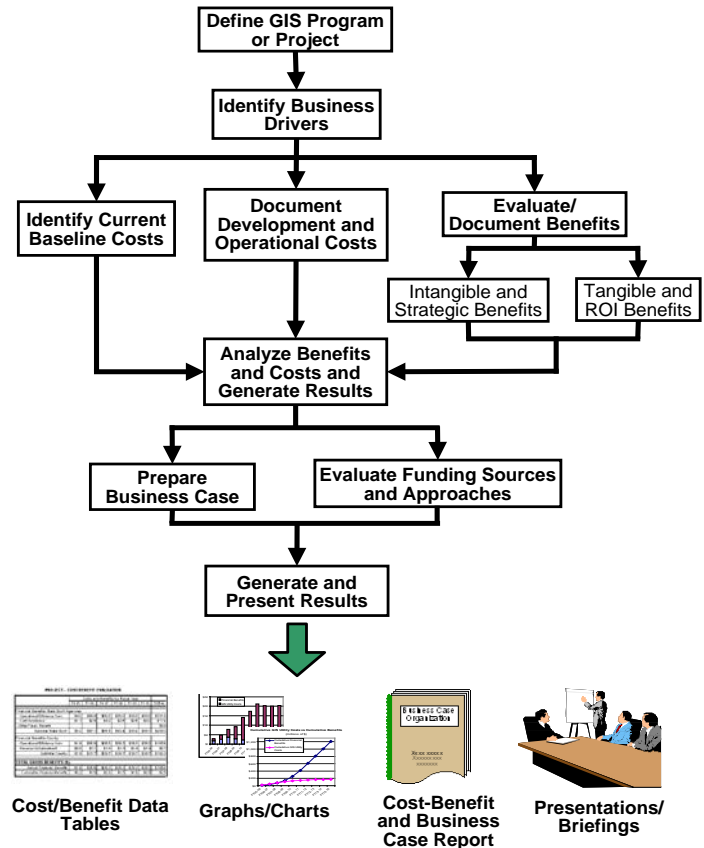 Define GIS Program
or Project
Identify Business
Drivers
Identify Current
Baseline Costs
Document
Development and
Operational Costs
Evaluate/
Document Benefits
Intangible and
Strategic Benefits
Tangible and
ROI Benefits
Analyze Benefits
and Costs and
Generate Results
Prepare
Business Case
Evaluate Funding Sources
and Approaches
Generate and
Present Results
Business Case
Organization
Cost/Benefit Data
Tables
Graphs/Charts
Cost-Benefit
and Business
Case Report
Presentations/
Briefings